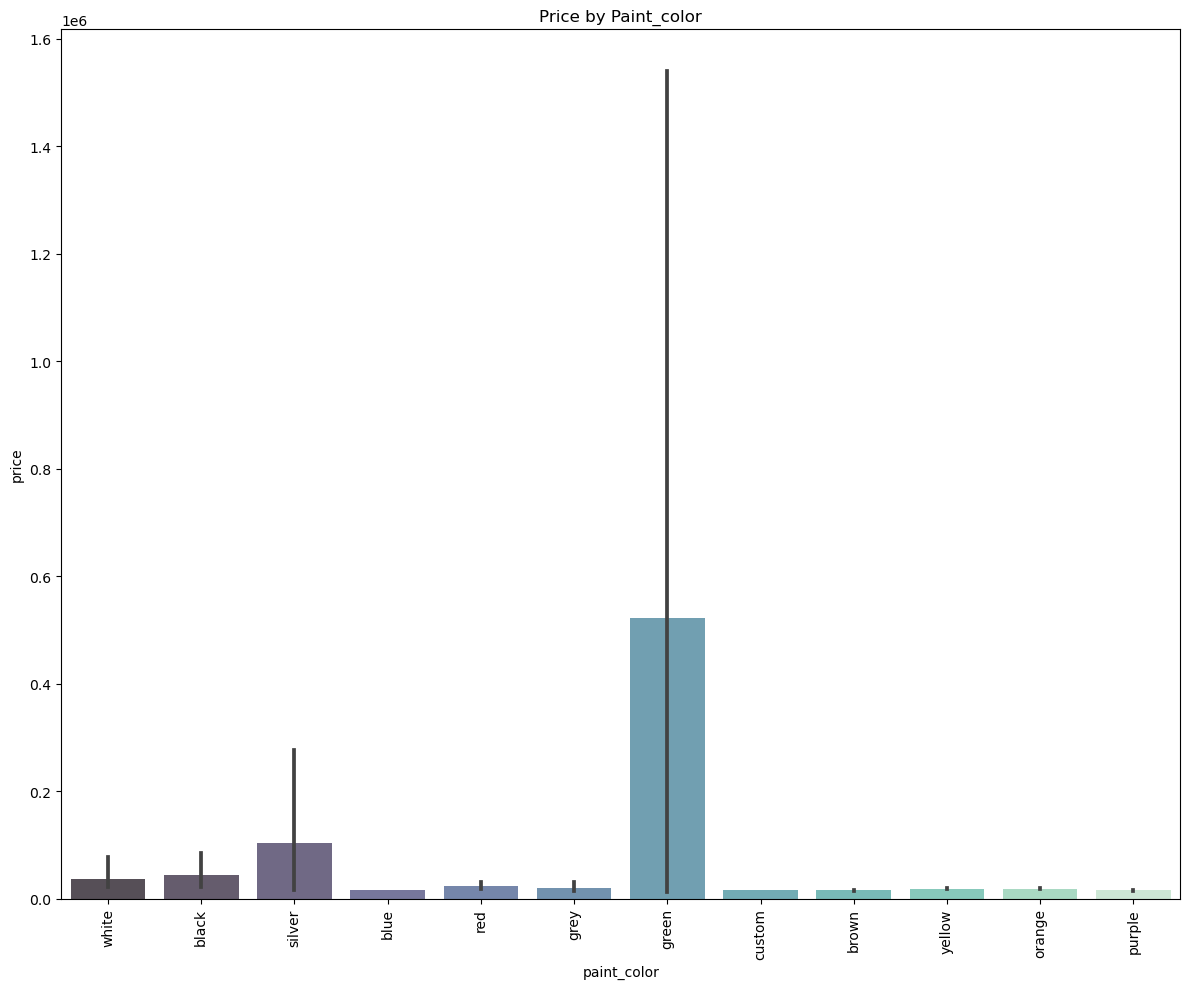 Price by Paint_color
1e6
1.6
1.4
1.2
1.0
0.8
0.6
0.4
0.2
0.0
price
white
black
silver
blue
red
grey
green
custom
brown
yellow
orange
purple
paint_color